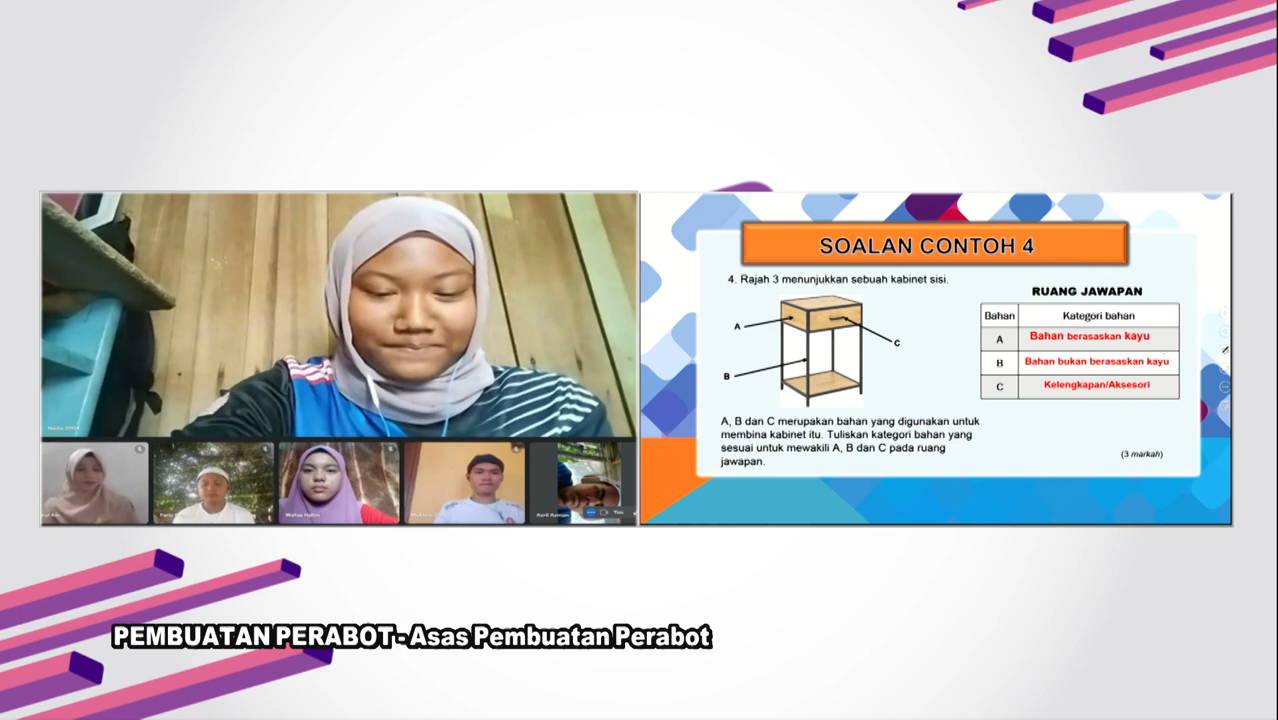 SOALAN CONTOH 4
4. Rajah 3 menunjukkan sebuah kabinet sisi.
A
B
C
RUANG JAWAPAN
Bahan Kategori bahan
A Bahan berasaskan kayu
B Bahan bukan berasaskan kayu
C Kelengkapan/Aksesori
A, B dan C merupakan bahan yang digunakan untuk
membina kabinet itu. Tuliskan kategori bahan yang
sesuai untuk mewakili A, B dan C pada ruang
jawapan.
(3 markah)
Wafaa
You
PEMBUATAN PERABOT - Asas Pembuatan Perabot